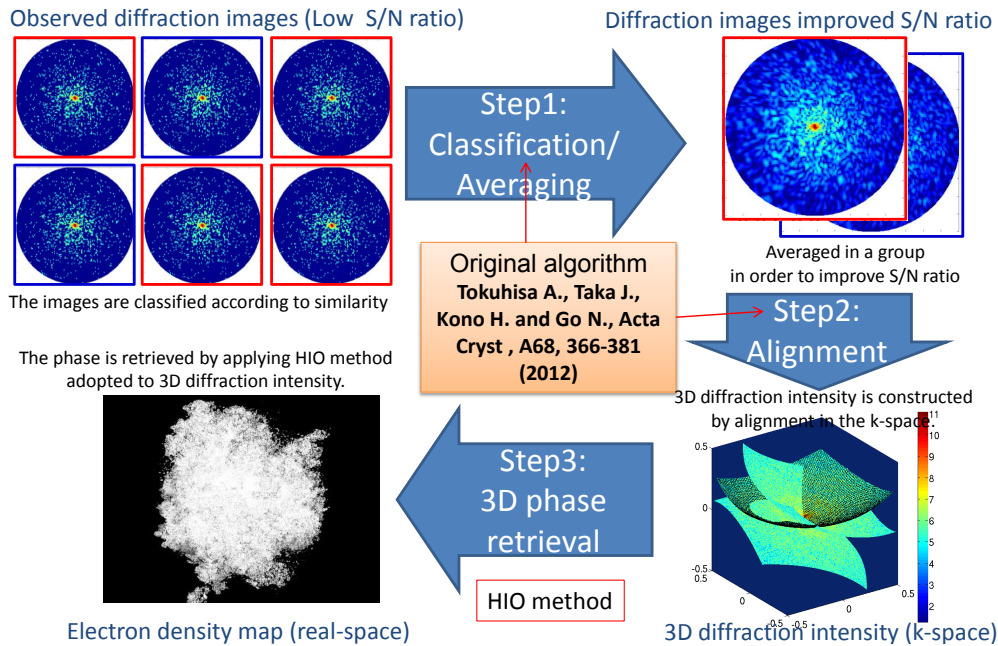 Observed diffraction images (Low S/N ratio)
Diffraction images improved S/N ratio
Step1:
Classification/
Averaging
The images are classified according to similarity
Averaged in a group
in order to improve S/N ratio
Original algorithm
Tokuhisa A., Taka J.,
Kono H. and Go N., Acta
Cryst , A68, 366-381
(2012)
Step2:
Alignment
The phase is retrieved by applying HIO method
adopted to 3D diffraction intensity.
3D diffraction intensity is constructed
by alignment in the k-space.
Step3:
3D phase
retrieval
HIO method
0.5
0
-0.5
0.5
0
-0.5
-0.5
0
0.5
11
10
9
8
7
6
5
4
3
2
Electron density map (real-space)
3D diffraction intensity (k-space)